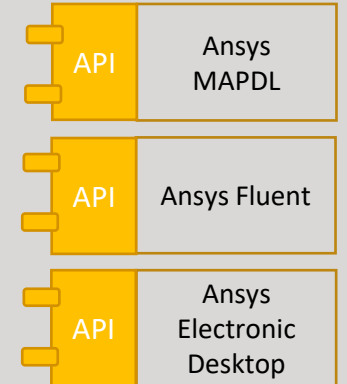 API
Ansys
MAPDL
API
Ansys Fluent
API
Ansys
Electronic
Desktop